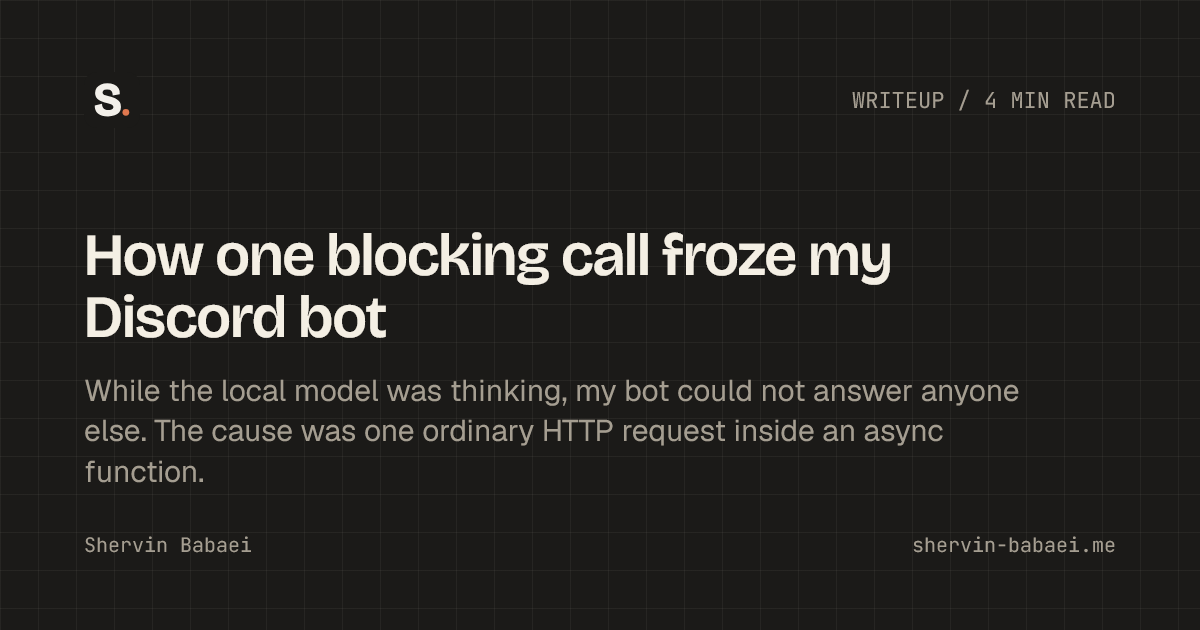 S.
WRITEUP / 4 MIN READ
How one blocking call froze my
Discord bot
While the local model was thinking, my bot could not answer anyone
else. The cause was one ordinary HTTP request inside an async
function.
Shervin Babaei
shervin-babaei.me